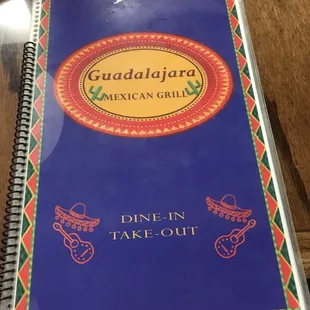 Guadalajara
MEXICAN GRILL
DINE-IN
TAKE-OUT